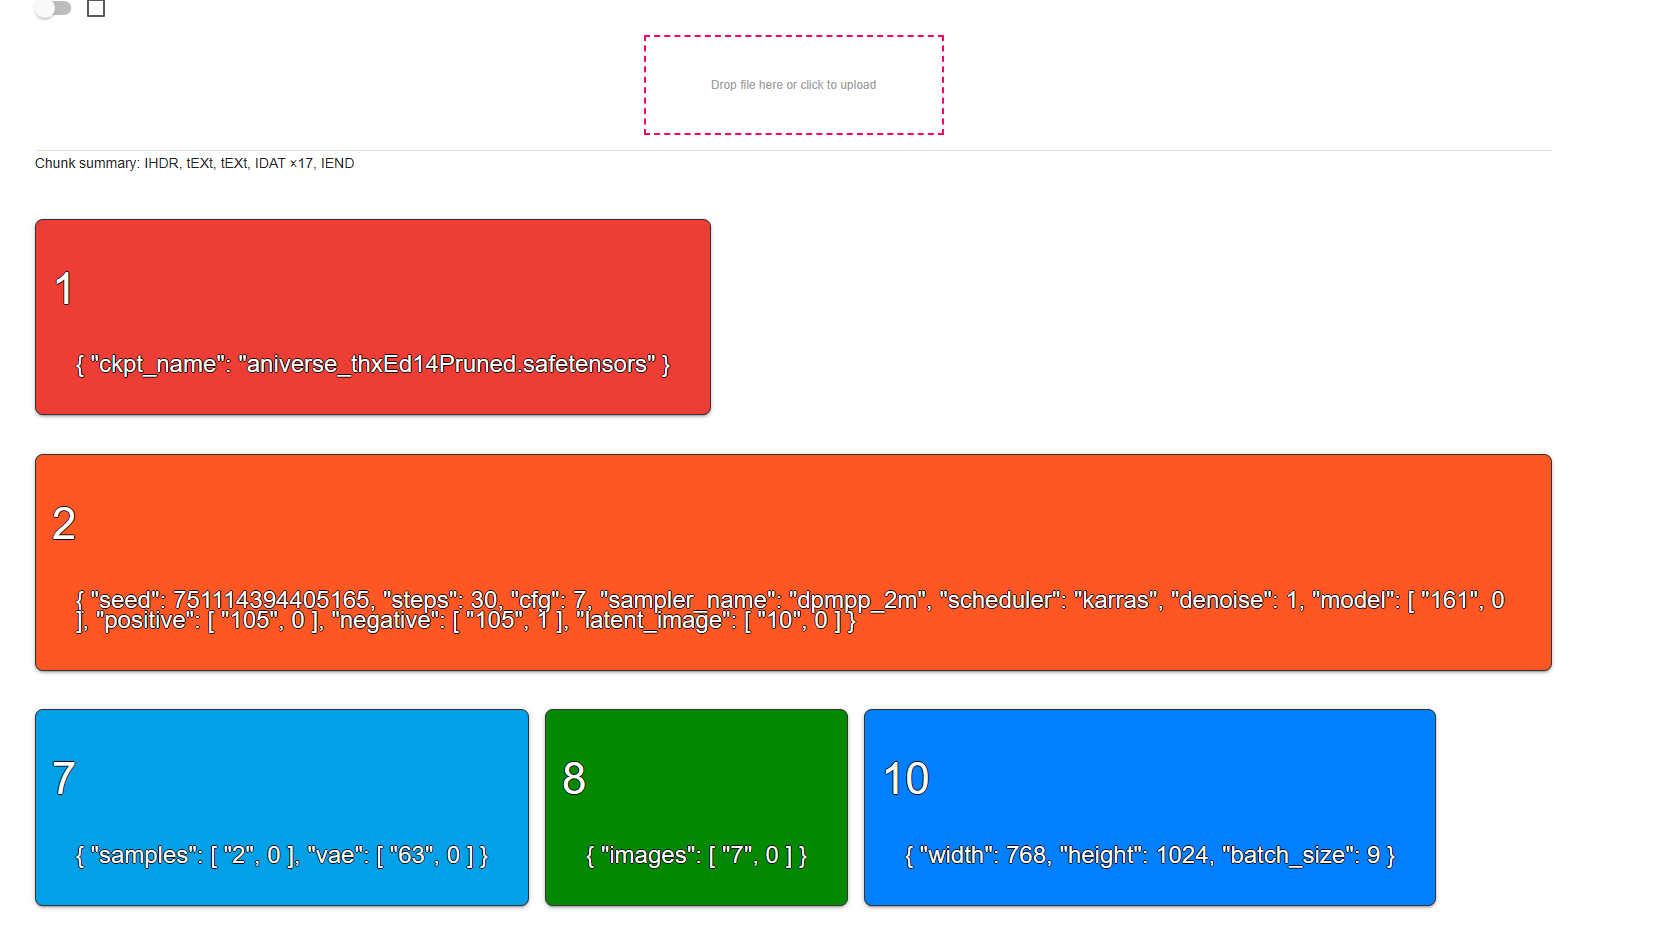 Drop file here or click to upload
Chunk summary: IHDR, tEXt, tEXt, IDAT ×17, IEND
1
{ "ckpt_name": "aniverse_thxEd14Pruned.safetensors" }
2
{ "seed": 751114394405165, "steps": 30, "cfg": 7, "sampler_name": "dpmpp_2m", "scheduler": "karras", "denoise": 1, "model": [ "161", 0
], "positive": [ "105", 0 ], "negative": [ "105", 1 ], "latent_image": [ "10", 0 ] }
7
{ "samples": [ "2", 0 ], "vae": [ "63", 0 ] }
8
{ "images": [ "7", 0 ] }
10
{ "width": 768, "height": 1024, "batch_size": 9 }